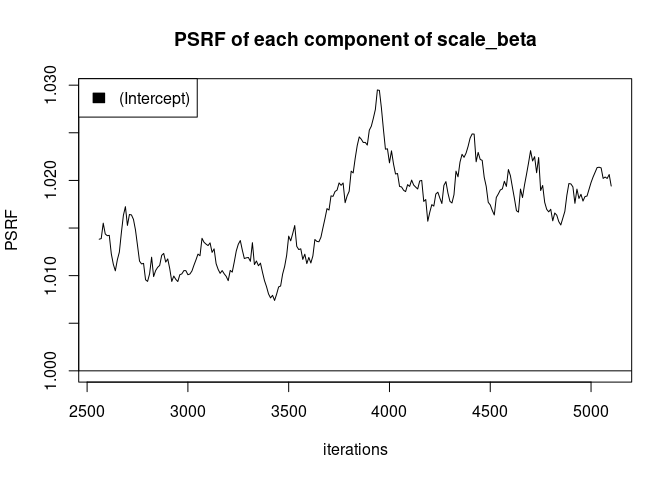 PSRF of each component of scale_beta
(Intercept)
PSRF
1.030
1.020
1.010
1.000
2500 3000 3500 4000 4500 5000
iterations